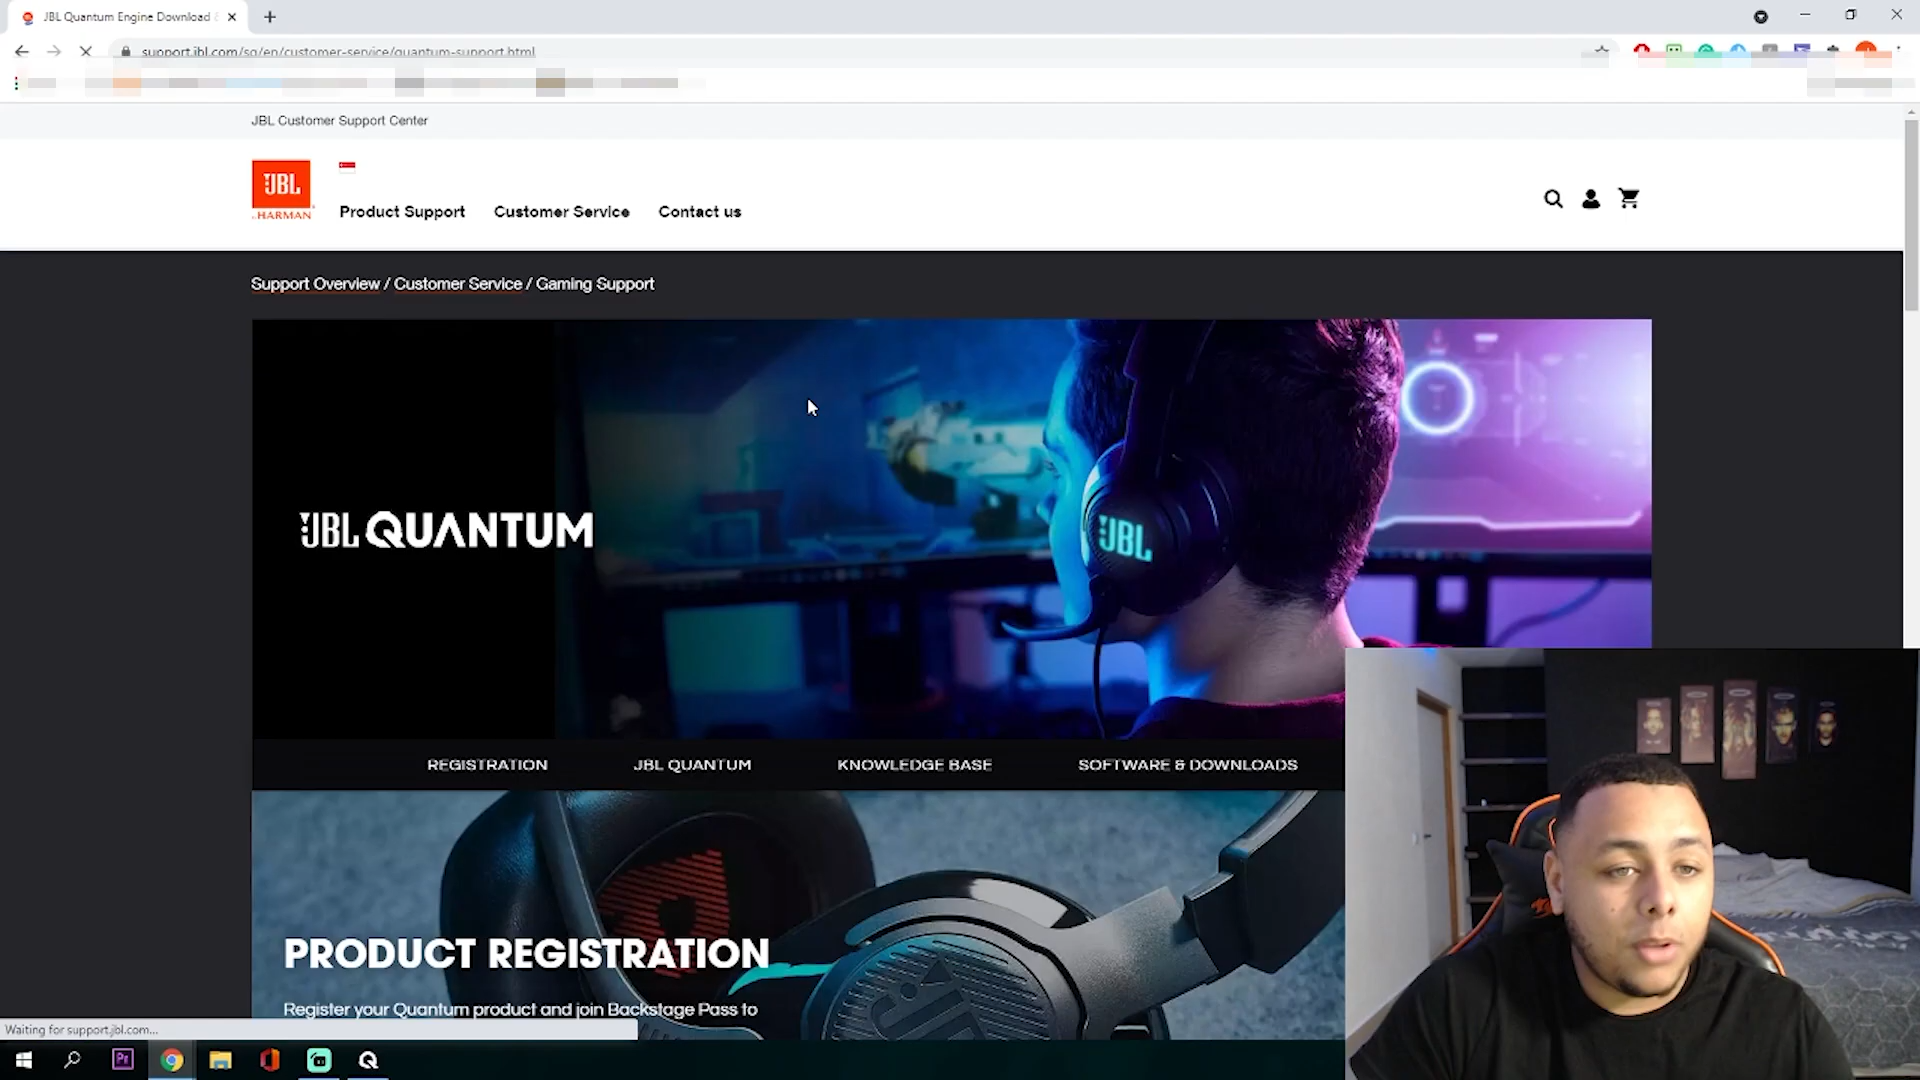 JBL Quantum Engine Download
support.jbl.com/sg/en/customer-service/quantum-support.html
JBL Customer Support Center
JBL
HARMAN
Product Support
Customer Service
Contact us
Support Overview / Customer Service / Gaming Support
JBL QUANTUM
JBL
REGISTRATION
JBL QUANTUM
KNOWLEDGE BASE
SOFTWARE & DOWNLOADS
PRODUCT REGISTRATION
Register your Quantum product and join Backstage Pass to
Waiting for support.jbl.com...
Pr